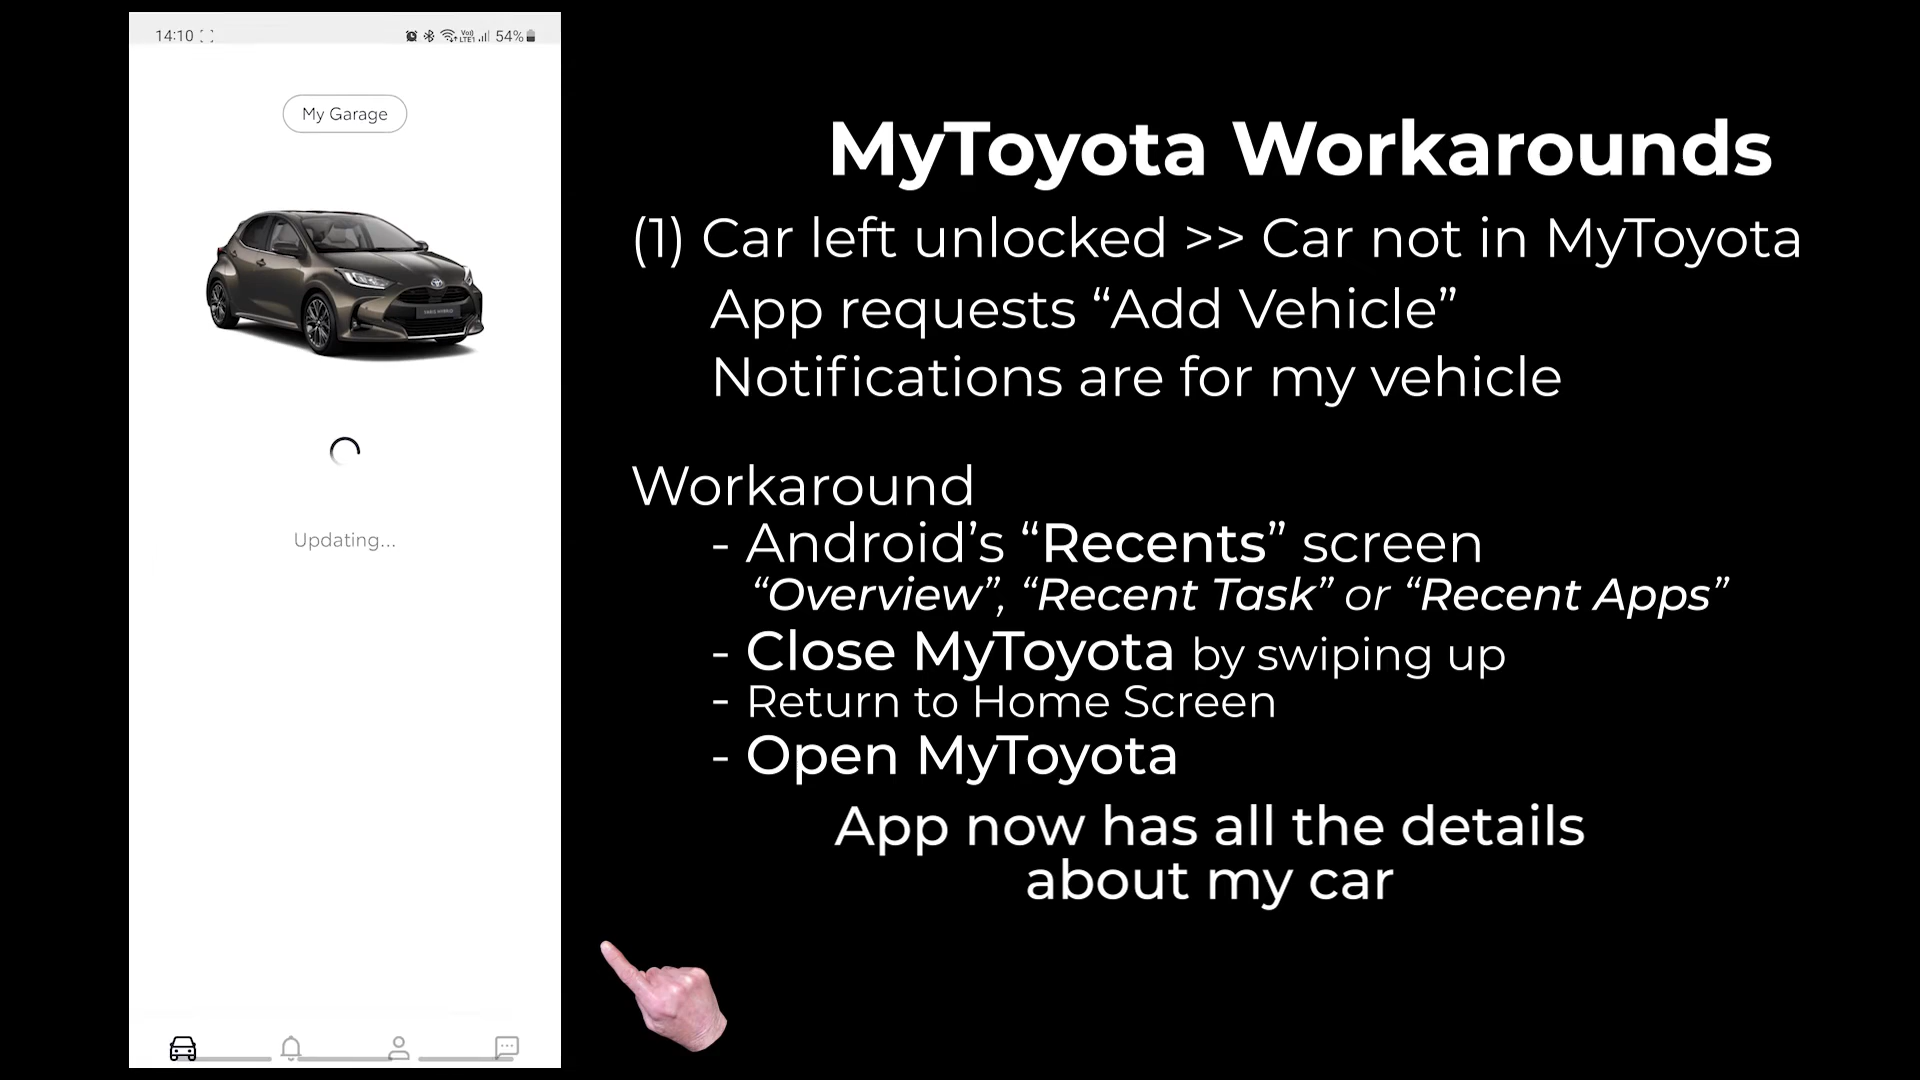 14:10
54%
My Garage
Updating...
MyToyota Workarounds
(1) Car left unlocked >> Car not in MyToyota
App requests “Add Vehicle”
Notifications are for my vehicle
Workaround
- Android’s “Recents” screen
“Overview”, “Recent Task” or “Recent Apps”
- Close MyToyota by swiping up
- Return to Home Screen
- Open MyToyota
App now has all the details
about my car